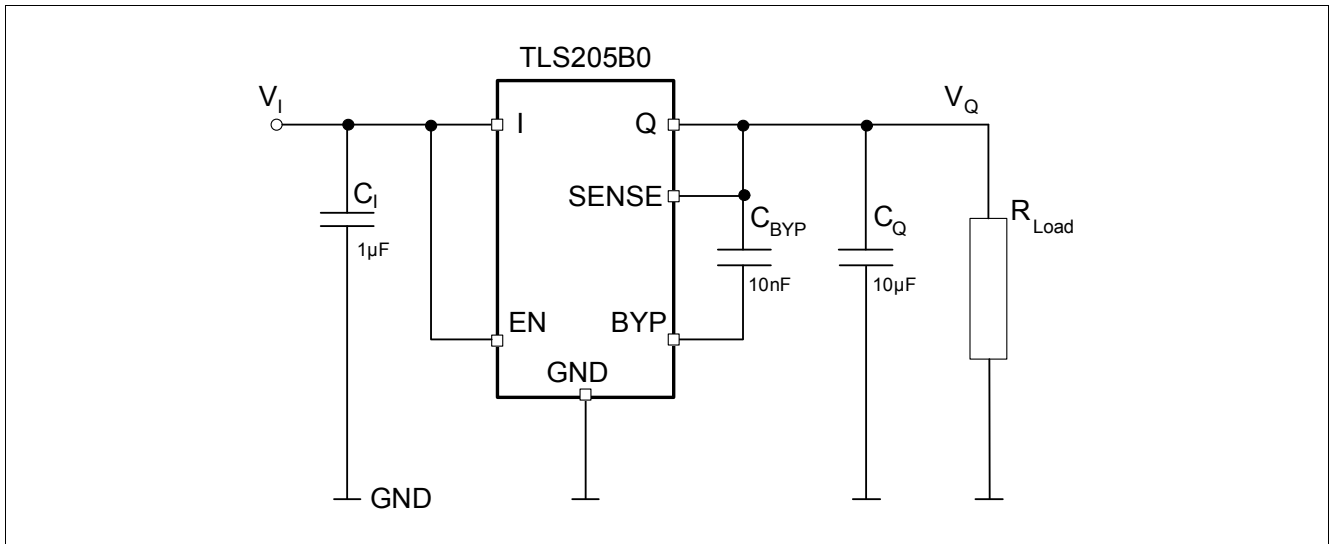 TLS205B0
V_I
V_Q
I
Q
SENSE
C_I
1µF
C_BYP
10nF
C_Q
10µF
R_Load
EN
BYP
GND
GND